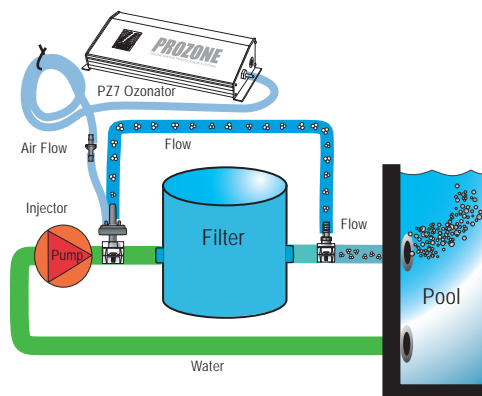 PROZONE
PZ7 Ozonator
Air Flow
Flow
Injector
Filter
Flow
Pump
Pool
Water